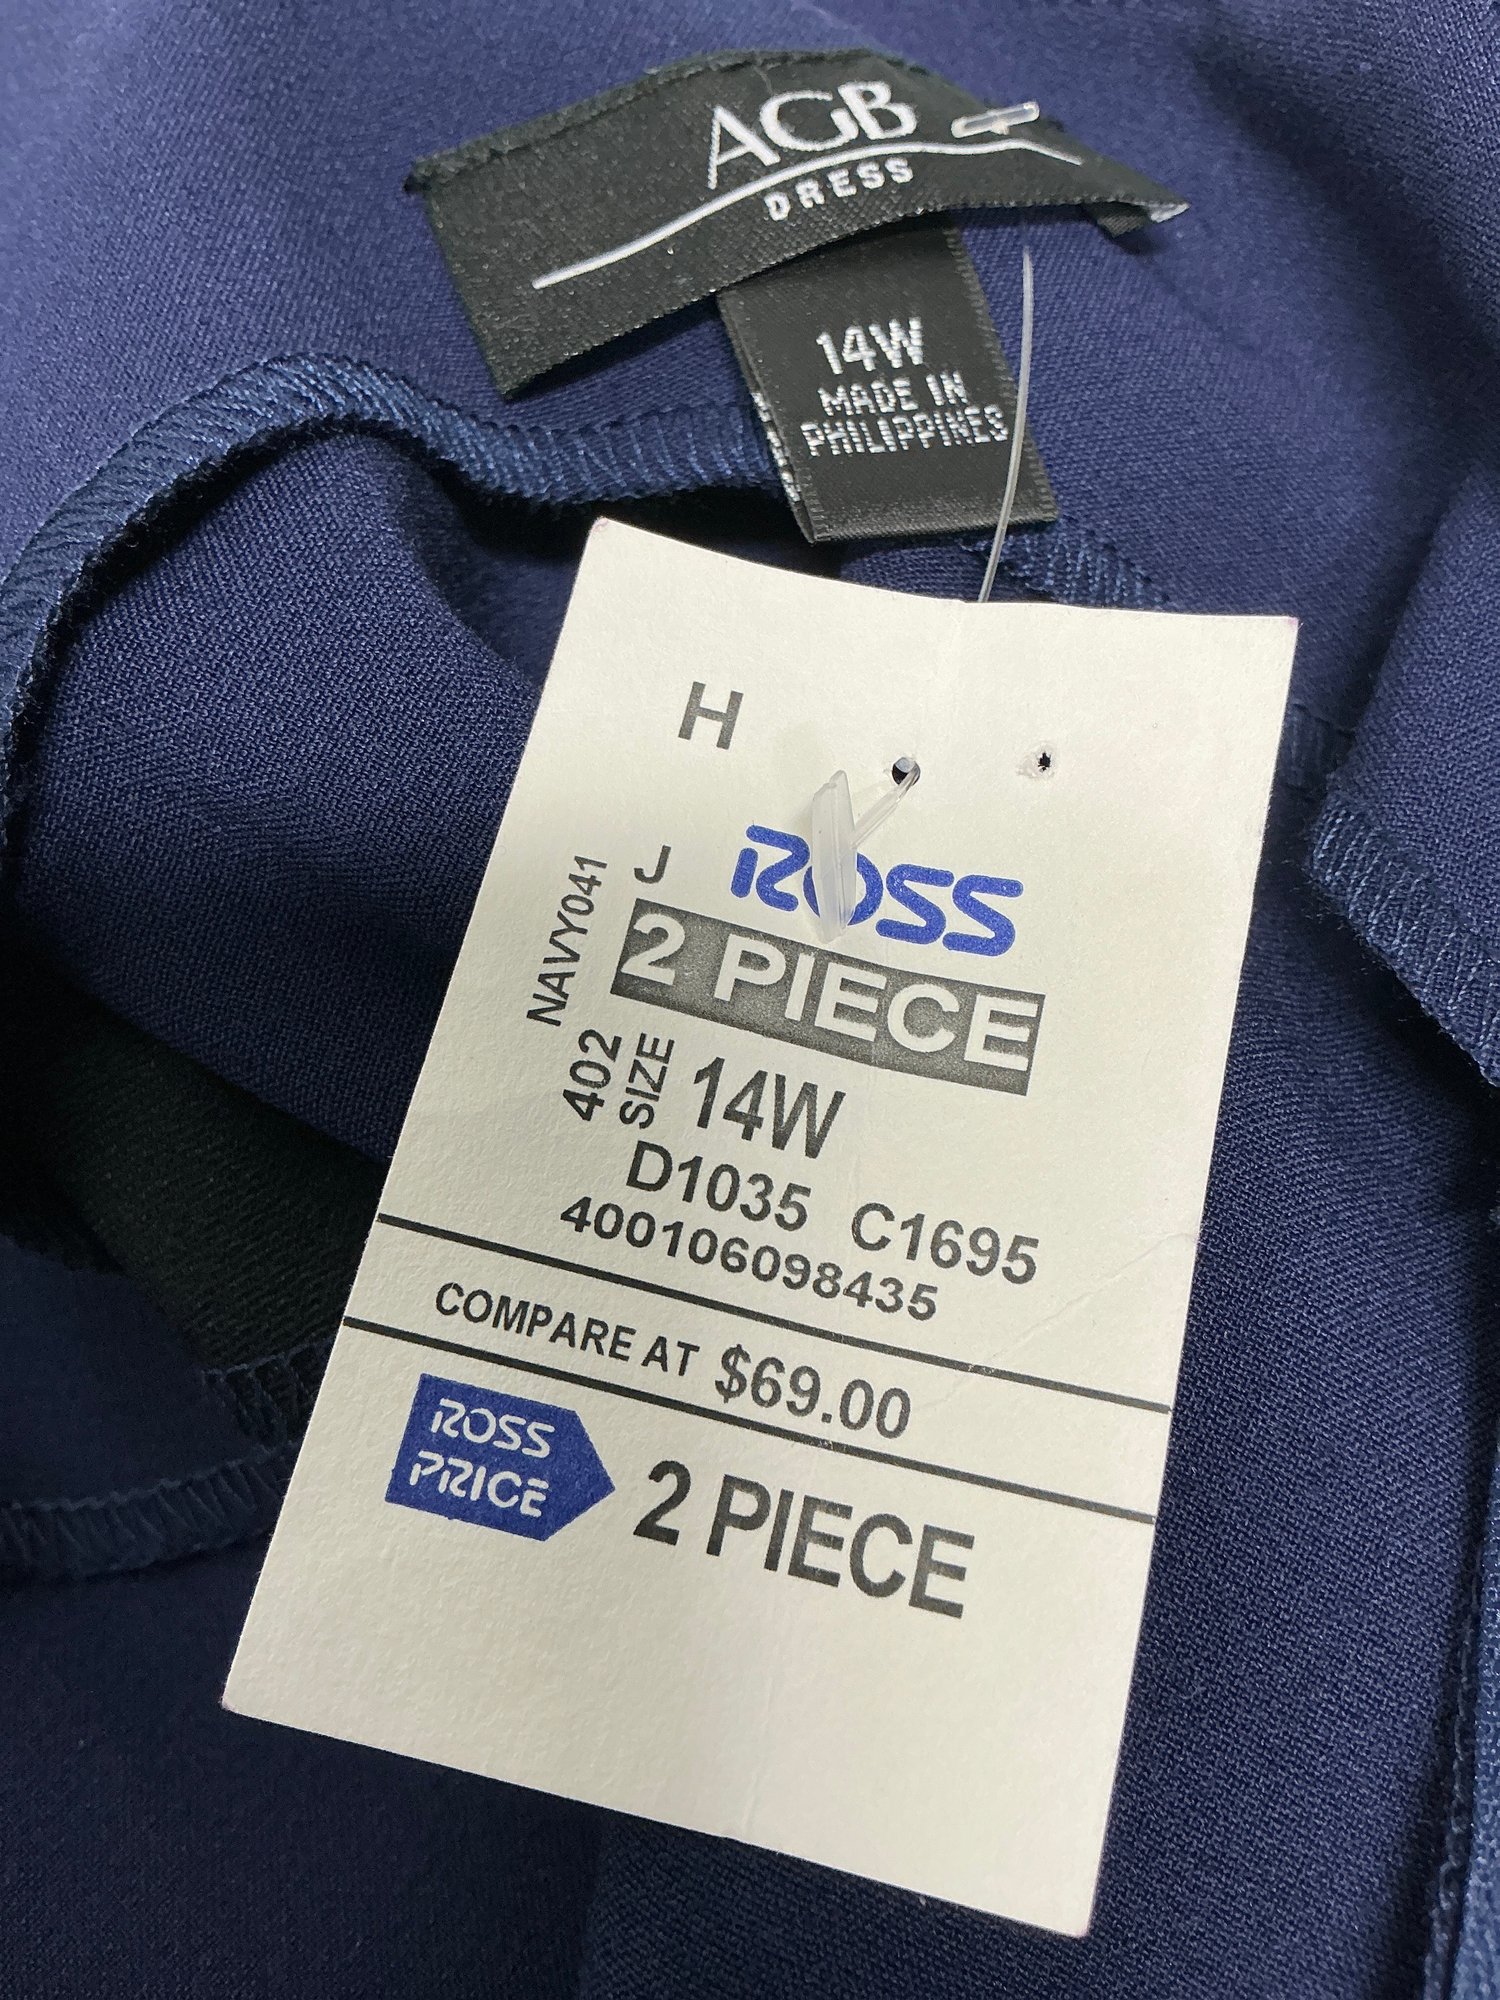 AGB
DRESS
14W
MADE IN
PHILIPPINES
H
J
ROSS
2 PIECE
NAVY041
402
SIZE 14W
D1035 C1695
400106098435
COMPARE AT $69.00
ROSS
PRICE
2 PIECE